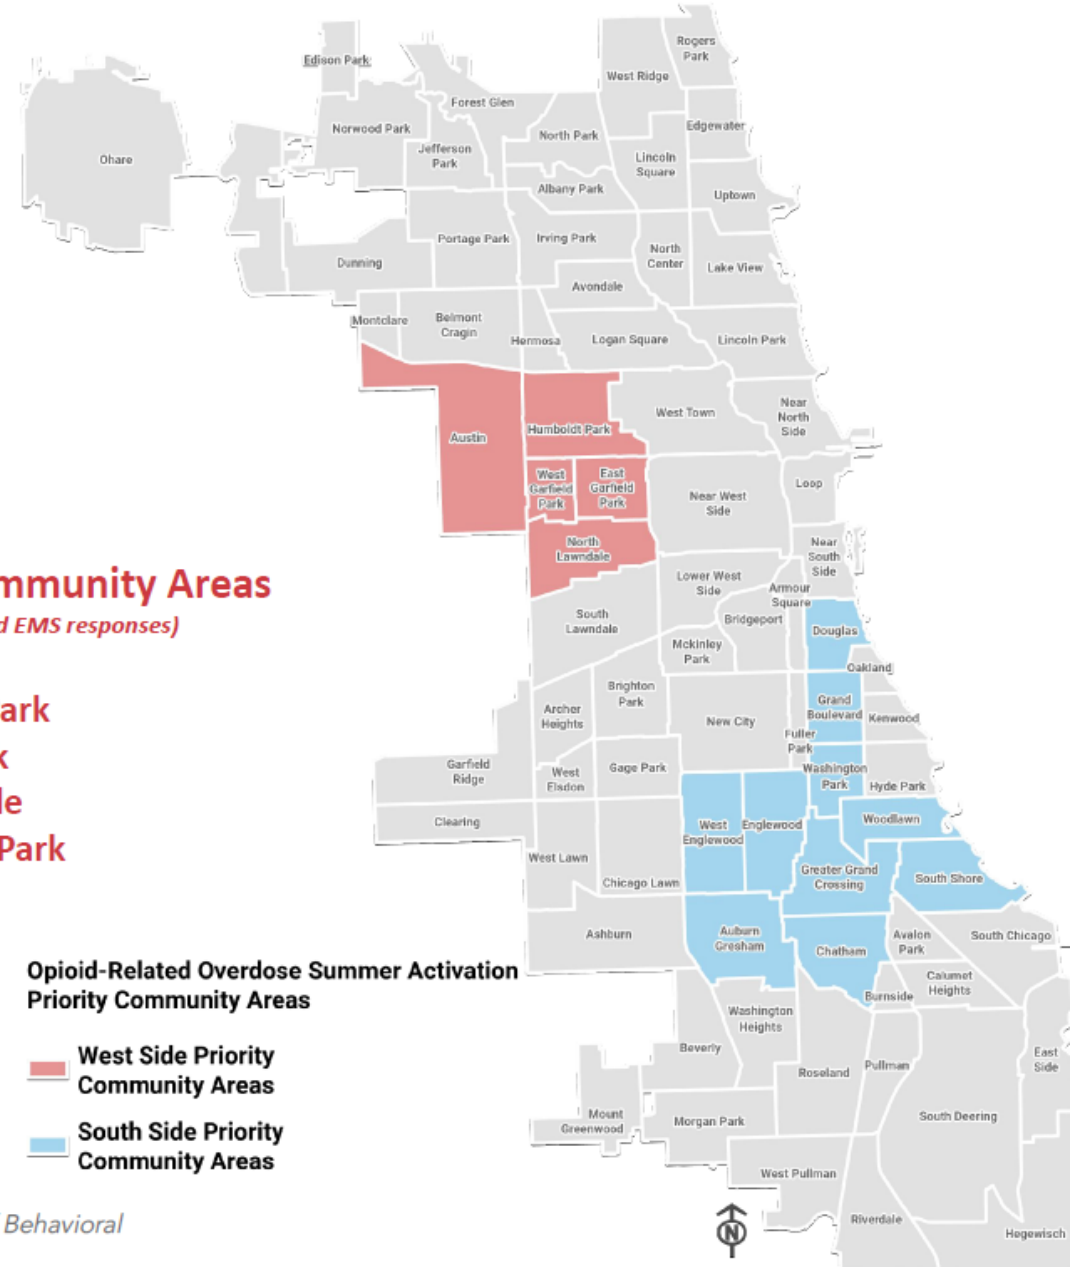 Rogers
Park
West Ridge
Edison Park
Forest Glen
Norwood Park
North Park
Edgewater
Jefferson
Park
Lincoln
Square
Ohare
Albany Park
Uptown
Portage Park
Irving Park
North
Center
Dunning
Lake View
Avondale
Montclare
Belmont
Cragin
Hermosa
Logan Square
Lincoln Park
West Town
Near
North
Side
Austin
Humboldt Park
West
Garfield
Park
East
Garfield
Park
Near West
Side
Loop
North
Lawndale
Near
South
Side
Lower West
Side
Armour
Square
South
Lawndale
Bridgeport
Douglas
Mckinley
Park
Oakland
Brighton
Park
Archer
Heights
New City
Grand
Boulevard
Kenwood
Fuller
Park
Garfield
Ridge
West
Elsdon
Gage Park
Washington
Park
Hyde Park
Clearing
West
Englewood
Englewood
Woodlawn
West Lawn
Chicago Lawn
Greater Grand
Crossing
South Shore
Ashburn
Auburn
Gresham
Chatham
Avalon
Park
South Chicago
Calumet
Heights
Burnside
Washington
Heights
Beverly
Roseland
Pullman
East
Side
Mount
Greenwood
Morgan Park
South Deering
West Pullman
Riverdale
Hegewisch
N
mmunity Areas
d EMS responses)
ark
k
le
Park
Opioid-Related Overdose Summer Activation
Priority Community Areas
West Side Priority
Community Areas
South Side Priority
Community Areas
Behavioral